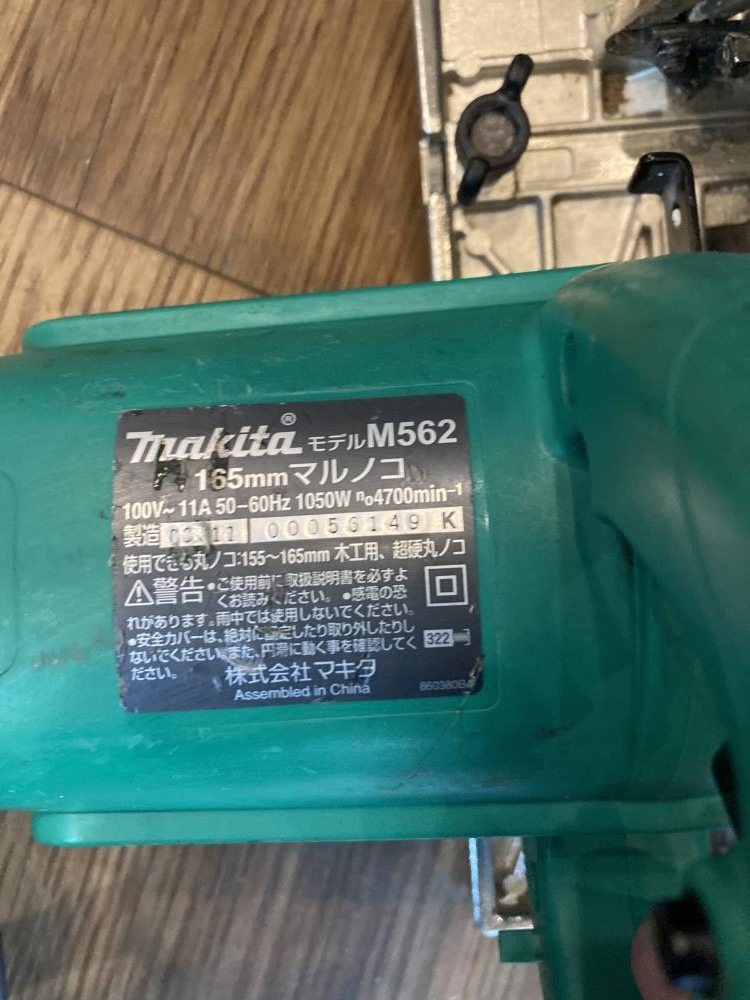 makita® モデルM562
165mmマルノコ
100V~ 11A 50-60Hz 1050W n₀4700min⁻¹
製造 00056149 K
使用できる丸ノコ:155~165mm 木工用、超硬丸ノコ
警告 •ご使用前に取扱説明書を必ずよ
くお読みください。 •感電の恐
れがあります。雨中では使用しないでください。
•安全カバーは、絶対に固定したり取り外したりし
ないでください。また、円滑に動く事を確認してく
ださい。
322
株式会社 マキタ
Assembled in China